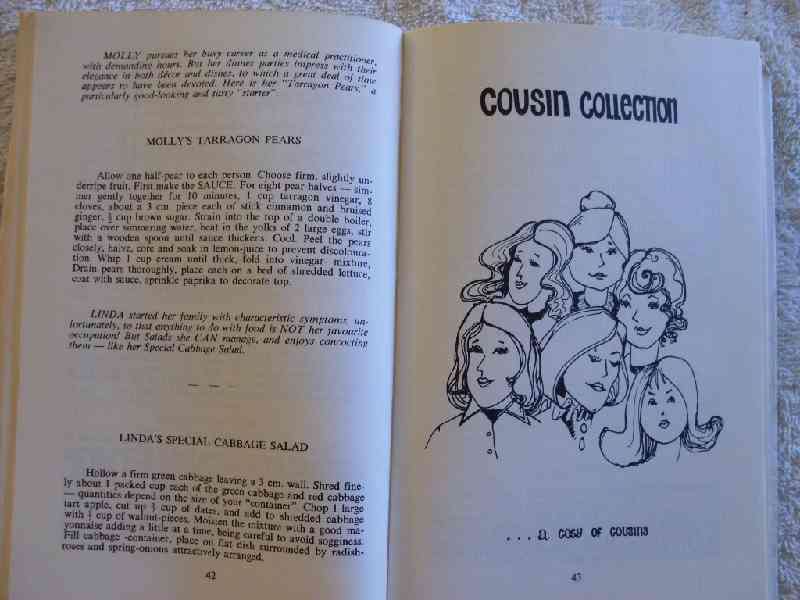 MOLLY pursues her busy career as a medical practitioner,
with demanding hours. But her dinner parties impress with their
elegance in both décor and dishes, to which a great deal of time
appears to have been devoted. Here is her "Tarragon Pears," a
particularly good-looking and tasty "starter".
MOLLY'S TARRAGON PEARS
Allow one half-pear to each person. Choose firm, slightly un-
derripe fruit. First make the SAUCE. For eight pear halves — sim-
mer gently together for 10 minutes, 1 cup tarragon vinegar, 8
cloves, about a 3 cm. piece each of stick cinnamon and bruised
ginger, cup brown sugar. Strain into the top of a double boiler,
place over simmering water, beat in the yolks of 2 large eggs, stir
with a wooden spoon until sauce thickens. Cool. Peel the pears
closely, halve, core and soak in lemon-juice to prevent discoloura-
tion. Whip 1 cup cream until thick, fold into vinegar mixture.
Drain pears thoroughly, place each on a bed of shredded lettuce,
coat with sauce, sprinkle paprika to decorate top.
LINDA started her family with characteristic symptoms, un-
fortunately, so that anything to do with food is NOT her favourite
occupation! But Salads she CAN manage, and enjoys concocting
them — like her Special Cabbage Salad.
— — —
LINDA'S SPECIAL CABBAGE SALAD
Hollow a firm green cabbage leaving a 3 cm. wall. Shred fine-
ly about 1 packed cup each of the green cabbage and red cabbage
— quantities depend on the size of your "container". Chop 1 large
tart apple, cut up cup of dates, and add to shredded cabbage
with cup of walnut-pieces. Moisten the mixture with a good ma-
yonnaise adding a little at a time, being careful to avoid sogginess.
Fill cabbage -container, place on flat dish surrounded by radish-
roses and spring-onions attractively arranged.
42
COUSIN COLLECTION
... a cosy of cousins
43